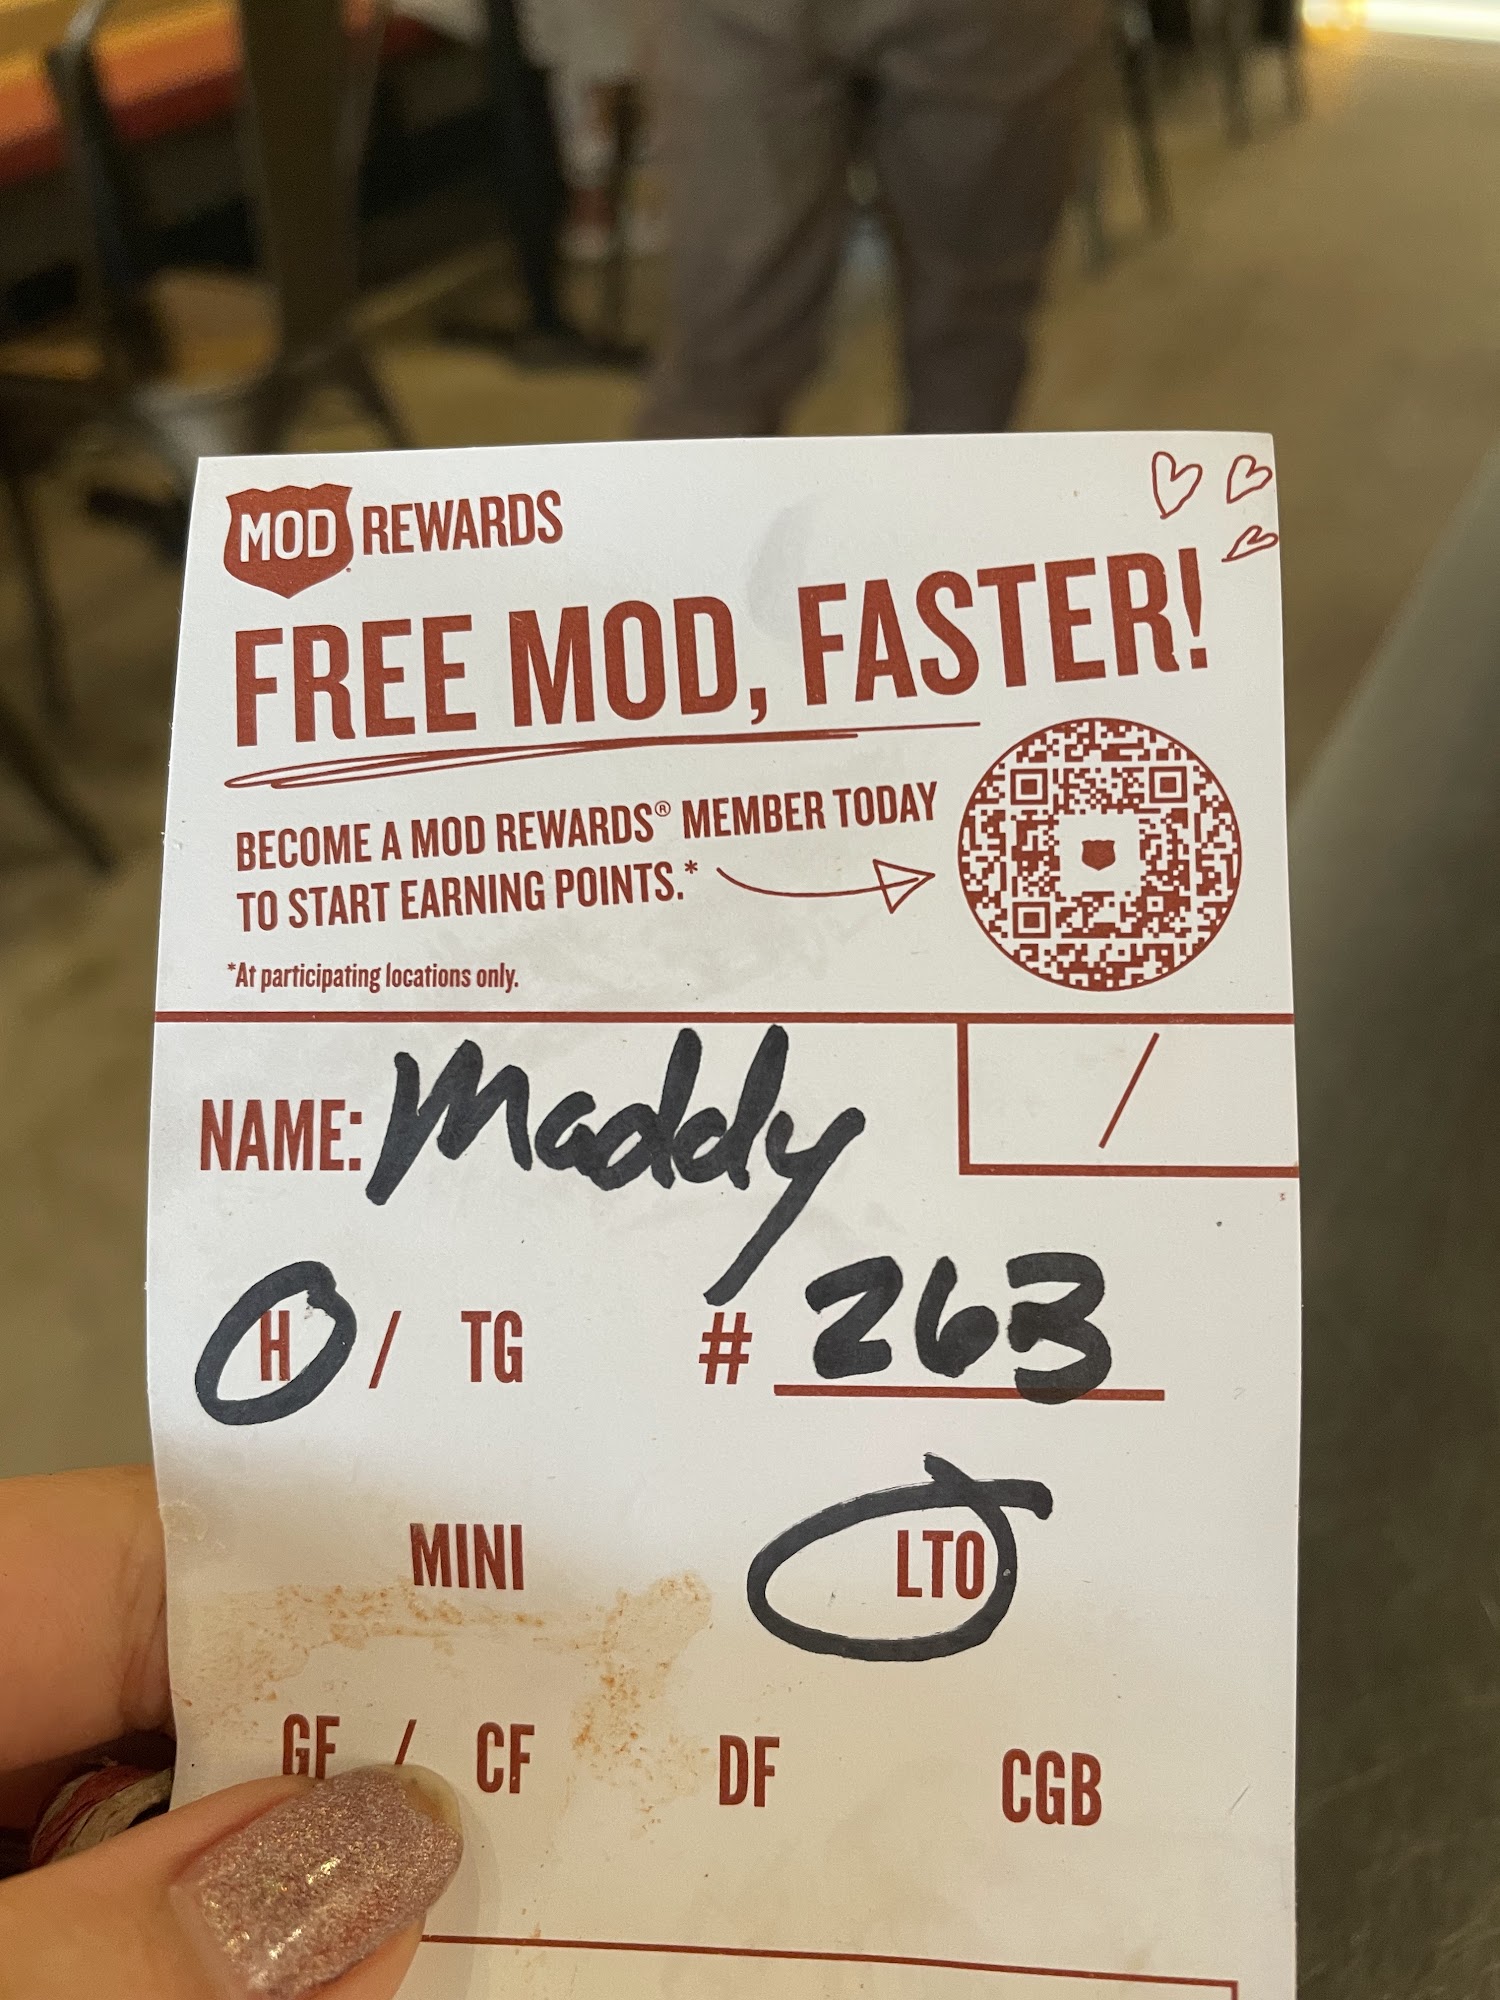 MOD REWARDS
FREE MOD, FASTER!
BECOME A MOD REWARDS® MEMBER TODAY
TO START EARNING POINTS.*
*At participating locations only.
NAME: Maddy /
H / TG # 263
MINI LTO
GF / CF DF CGB